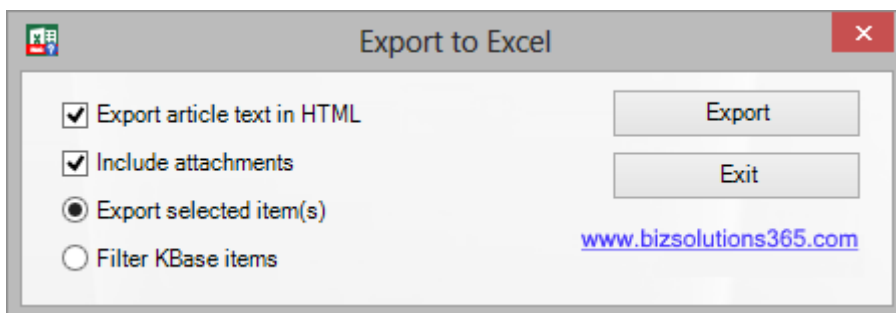 Export to Excel
Export article text in HTML
Export
Include attachments
Exit
Export selected item(s)
www.bizsolutions365.com
Filter KBase items